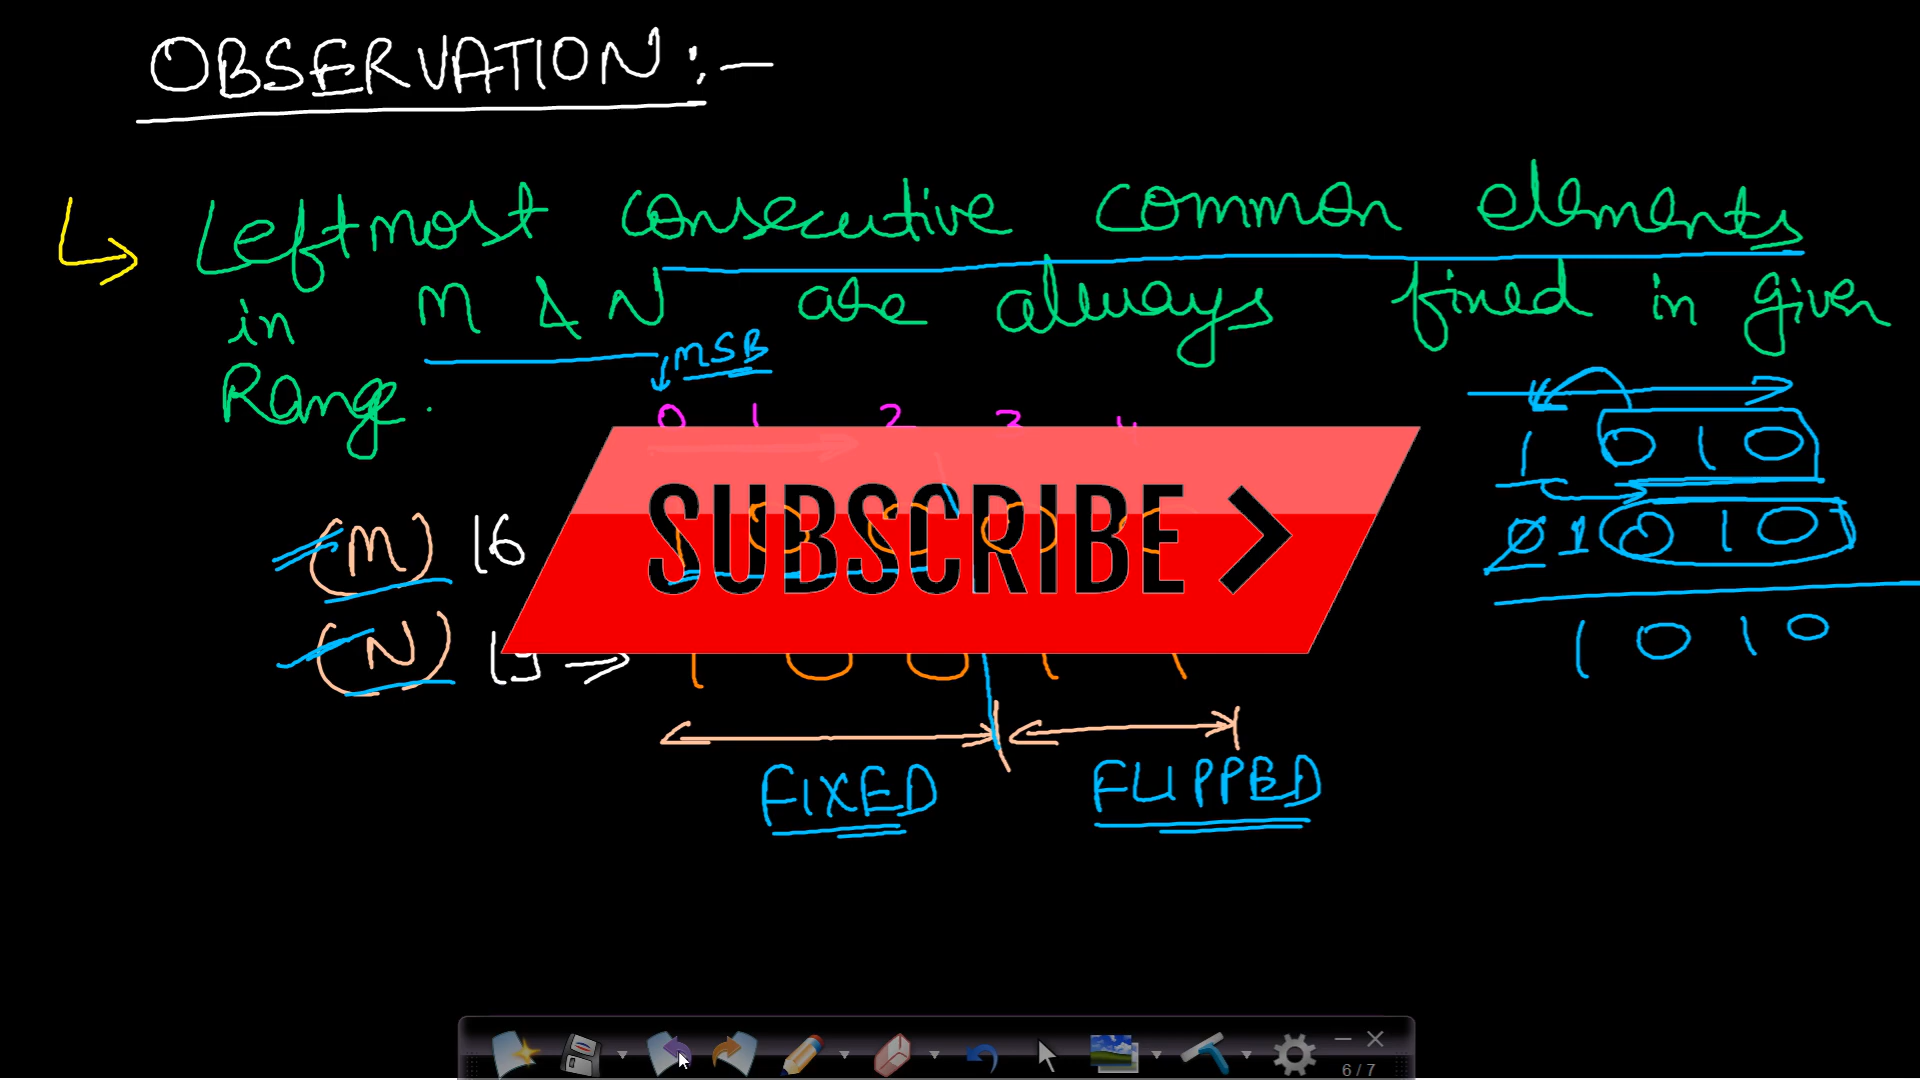 OBSERVATION:-
Leftmost consecutive common elements
in M & N are always fixed in given
Range.
MSB
0 1 2 3 4
1 0 1 0
(M) 16
SUBSCRIBE >
0 1 0 1 0
(N) 19 →
1 0 0 1 1
1 0 1 0
FIXED FLIPPED
6/7